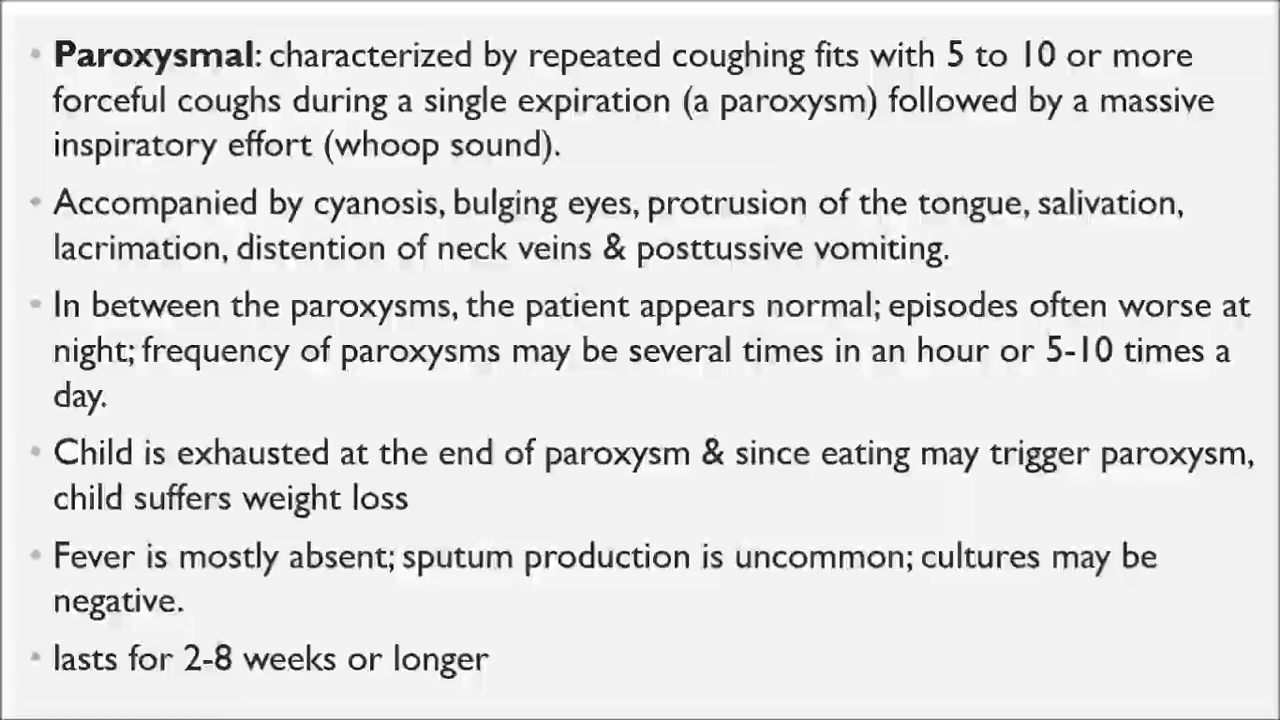 • Paroxysmal: characterized by repeated coughing fits with 5 to 10 or more
forceful coughs during a single expiration (a paroxysm) followed by a massive
inspiratory effort (whoop sound).
• Accompanied by cyanosis, bulging eyes, protrusion of the tongue, salivation,
lacrimation, distention of neck veins & posttussive vomiting.
• In between the paroxysms, the patient appears normal; episodes often worse at
night; frequency of paroxysms may be several times in an hour or 5-10 times a
day.
• Child is exhausted at the end of paroxysm & since eating may trigger paroxysm,
child suffers weight loss
• Fever is mostly absent; sputum production is uncommon; cultures may be
negative.
• lasts for 2-8 weeks or longer